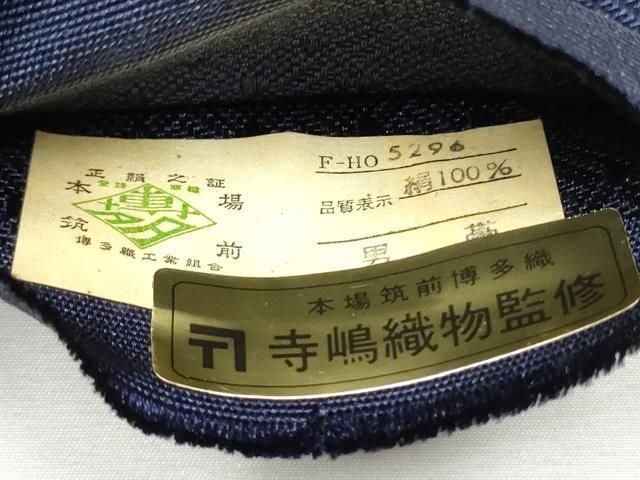 正絹之証
本場
筑前
博多織工業組合
F-HO 5296
品質表示 絹100%
男
本場筑前博多織
寺嶋織物監修